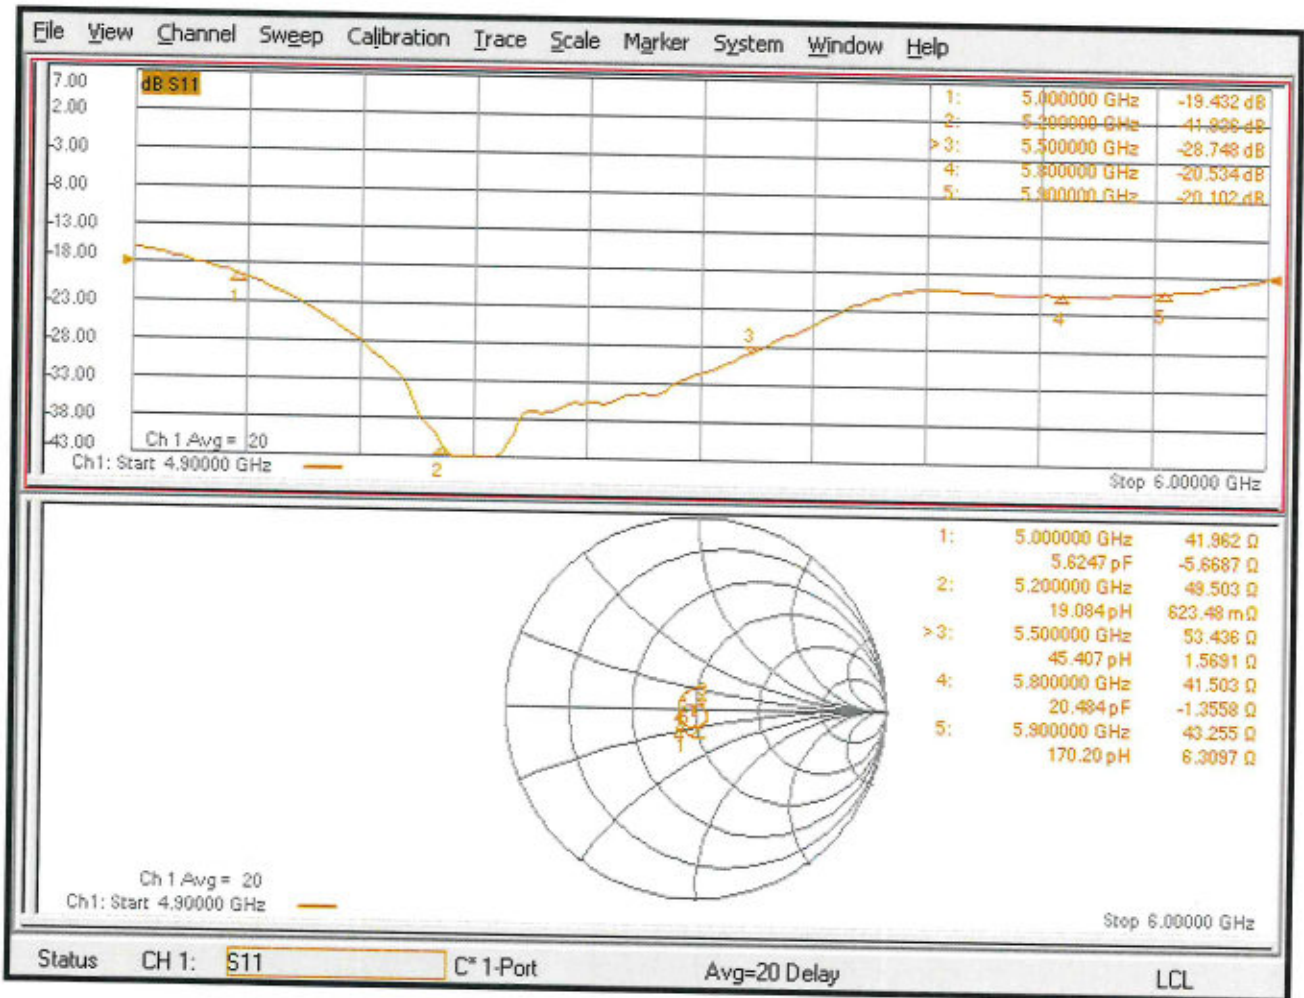 File View Channel Sweep Calibration Trace Scale Marker System Window Help
7.00
2.00
-3.00
-8.00
-13.00
-18.00
-23.00
-28.00
-33.00
-38.00
-43.00
dB S11
1: 5.000000 GHz -19.432 dB
2: 5.200000 GHz -41.936 dB
> 3: 5.500000 GHz -28.748 dB
4: 5.800000 GHz -20.534 dB
5: 5.900000 GHz -20.102 dB
1
2
3
4
5
Ch 1 Avg = 20
Ch1: Start 4.90000 GHz
Stop 6.00000 GHz
1: 5.000000 GHz 41.962 Ω
5.6247 pF -5.6687 Ω
2: 5.200000 GHz 49.503 Ω
19.084 pH 623.48 mΩ
> 3: 5.500000 GHz 53.436 Ω
45.407 pH 1.5691 Ω
4: 5.800000 GHz 41.503 Ω
20.484 pF -1.3558 Ω
5: 5.900000 GHz 43.255 Ω
170.20 pH 6.3097 Ω
1
Ch 1 Avg = 20
Ch1: Start 4.90000 GHz
Stop 6.00000 GHz
Status CH 1: S11 C* 1-Port Avg=20 Delay LCL